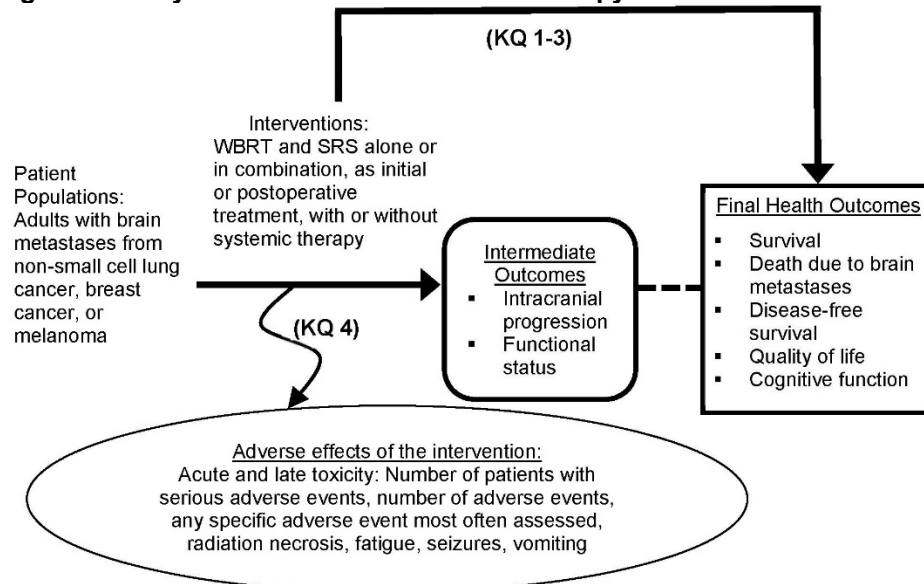 (KQ 1-3)
Interventions:
WBRT and SRS alone or
in combination, as initial
or postoperative
treatment, with or without
systemic therapy
Patient
Populations:
Adults with brain
metastases from
non-small cell lung
cancer, breast
cancer, or
melanoma
(KQ 4)
Intermediate
Outcomes
▪ Intracranial
progression
▪ Functional
status
Final Health Outcomes
▪ Survival
▪ Death due to brain
metastases
▪ Disease-free
survival
▪ Quality of life
▪ Cognitive function
Adverse effects of the intervention:
Acute and late toxicity: Number of patients with
serious adverse events, number of adverse events,
any specific adverse event most often assessed,
radiation necrosis, fatigue, seizures, vomiting